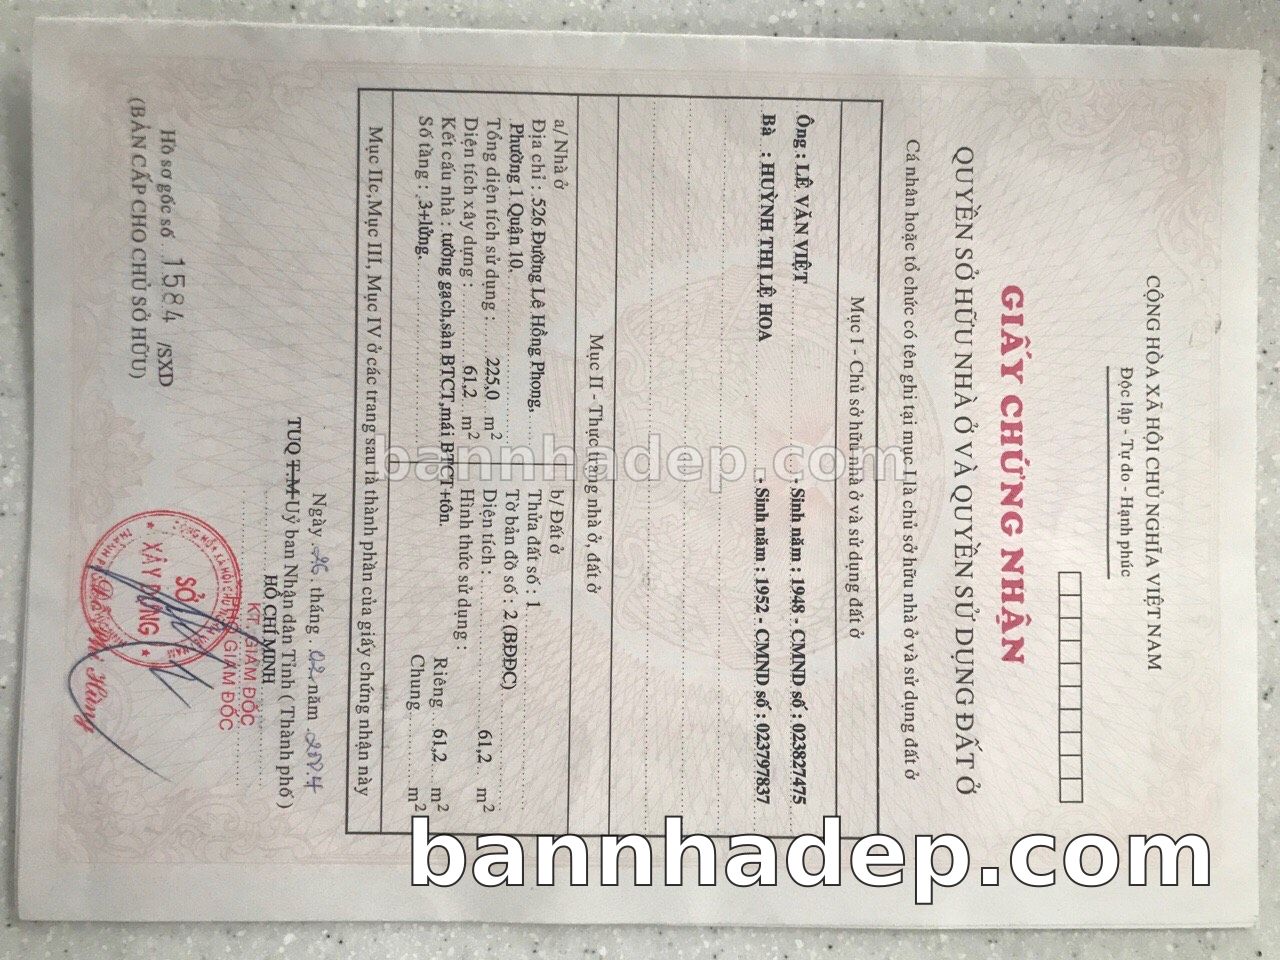 CỘNG HÒA XÃ HỘI CHỦ NGHĨA VIỆT NAM
Độc lập - Tự do - Hạnh phúc
GIẤY CHỨNG NHẬN
QUYỀN SỞ HỮU NHÀ Ở VÀ QUYỀN SỬ DỤNG ĐẤT Ở
Cá nhân hoặc tổ chức có tên ghi tại mục I là chủ sở hữu nhà ở và sử dụng đất ở
Mục I - Chủ sở hữu nhà ở và sử dụng đất ở
Ông : LÊ VĂN VIỆT - Sinh năm : 1948 - CMND số : 023827475
Bà : HUỲNH THỊ LỆ HOA - Sinh năm : 1952 - CMND số : 023797837
Mục II - Thực trạng nhà ở, đất ở
a/ Nhà ở
Địa chỉ : 526 Đường Lê Hồng Phong,
Phường 1 Quận 10.
Tổng diện tích sử dụng : 225,0 m2
Diện tích xây dựng : 61,2 m2
Kết cấu nhà : tường gạch,sàn BTCT,mái BTCT+tôn.
Số tầng : 3+lửng.
b/ Đất ở
Thửa đất số : 1
Tờ bản đồ số : 2 (BĐĐC)
Diện tích : 61,2 m2
Hình thức sử dụng :
Riêng 61,2 m2
Chung m2
Mục IIc,Mục III, Mục IV ở các trang sau là thành phần của giấy chứng nhận này
Ngày 26 tháng 02 năm 2004
TUQ T.M Uỷ ban Nhân dân Tỉnh ( Thành phố )
HỒ CHÍ MINH
KT. GIÁM ĐỐC
PHÓ GIÁM ĐỐC
SỞ
XÂY DỰNG
Hồ sơ gốc số 1584 /SXD
(BẢN CẤP CHO CHỦ SỞ HỮU)
bannhadep.com
bannhadep.com